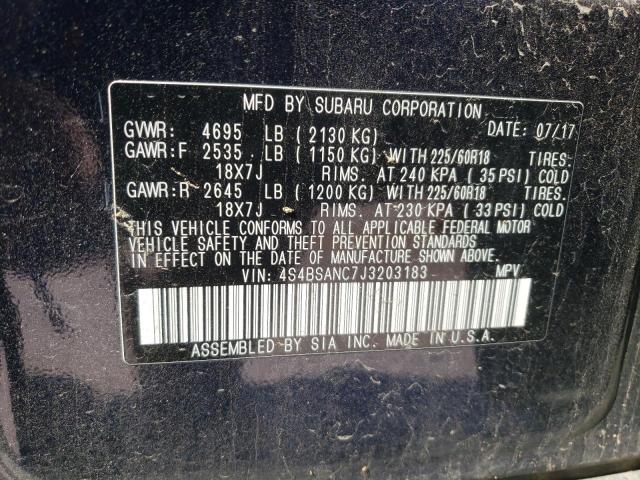 MFD BY SUBARU CORPORATION
GVWR: 4695 LB ( 2130 KG) DATE: 07/17
GAWR:F 2535 LB ( 1150 KG) WITH 225/60R18 TIRES.
18X7J RIMS. AT 240 KPA ( 35 PSI) COLD
GAWR:R 2645 LB ( 1200 KG) WITH 225/60R18 TIRES.
18X7J RIMS. AT 230 KPA ( 33 PSI) COLD
THIS VEHICLE CONFORMS TO ALL APPLICABLE FEDERAL MOTOR
VEHICLE SAFETY AND THEFT PREVENTION STANDARDS
IN EFFECT ON THE DATE OF MANUFACTURE SHOWN ABOVE.
VIN: 4S4BSANC7J3203183 MPV
ASSEMBLED BY SIA INC. MADE IN U.S.A.